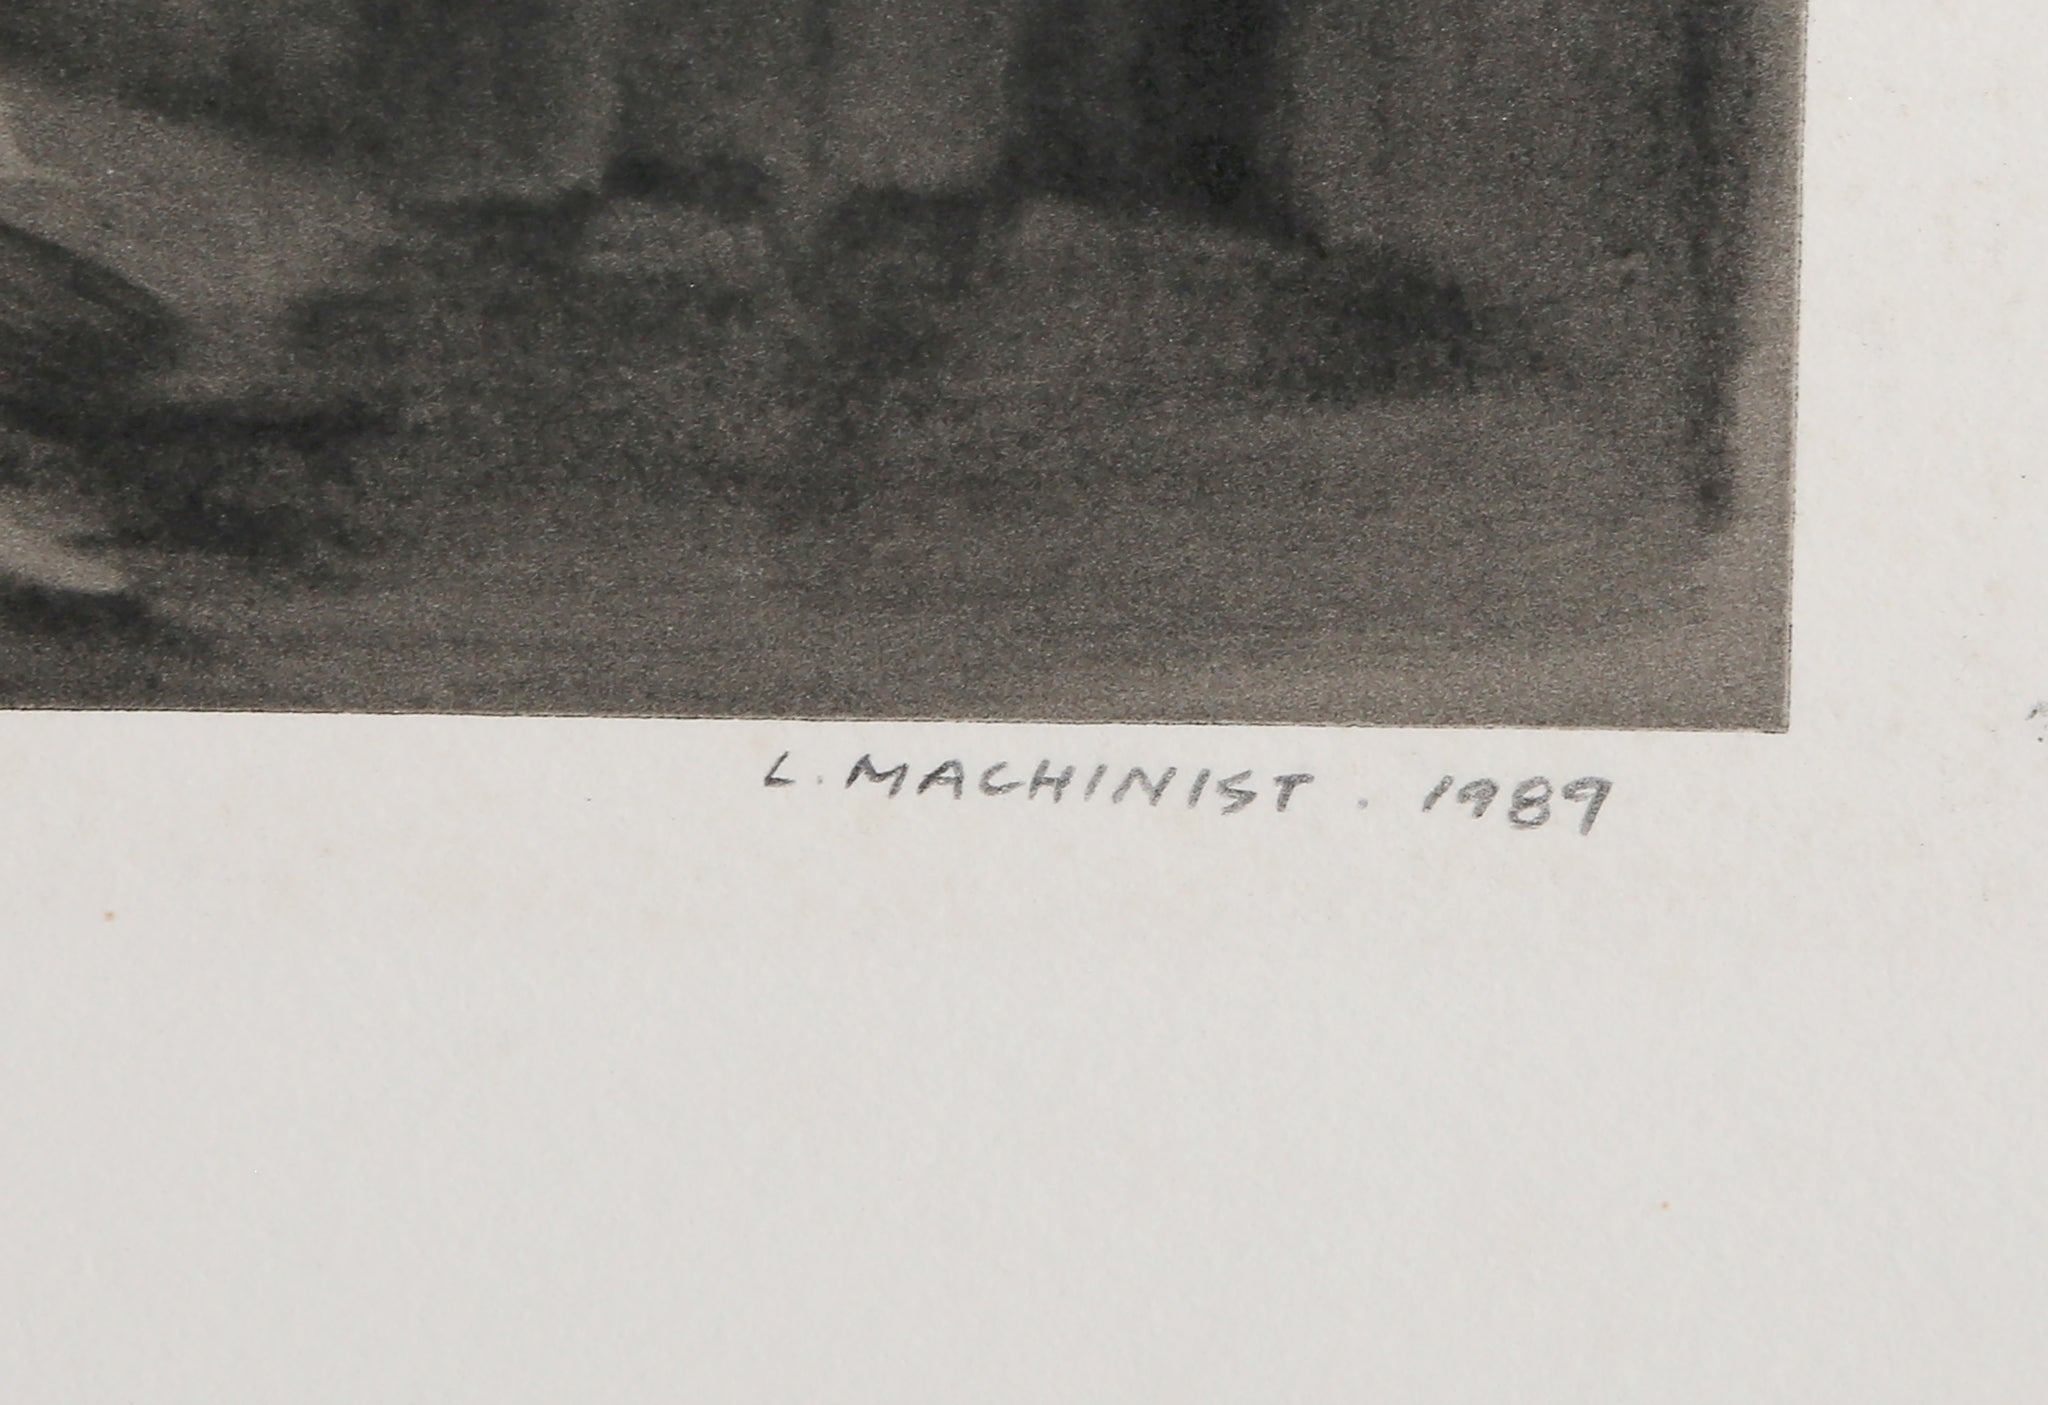 L. MACHINIST . 1989